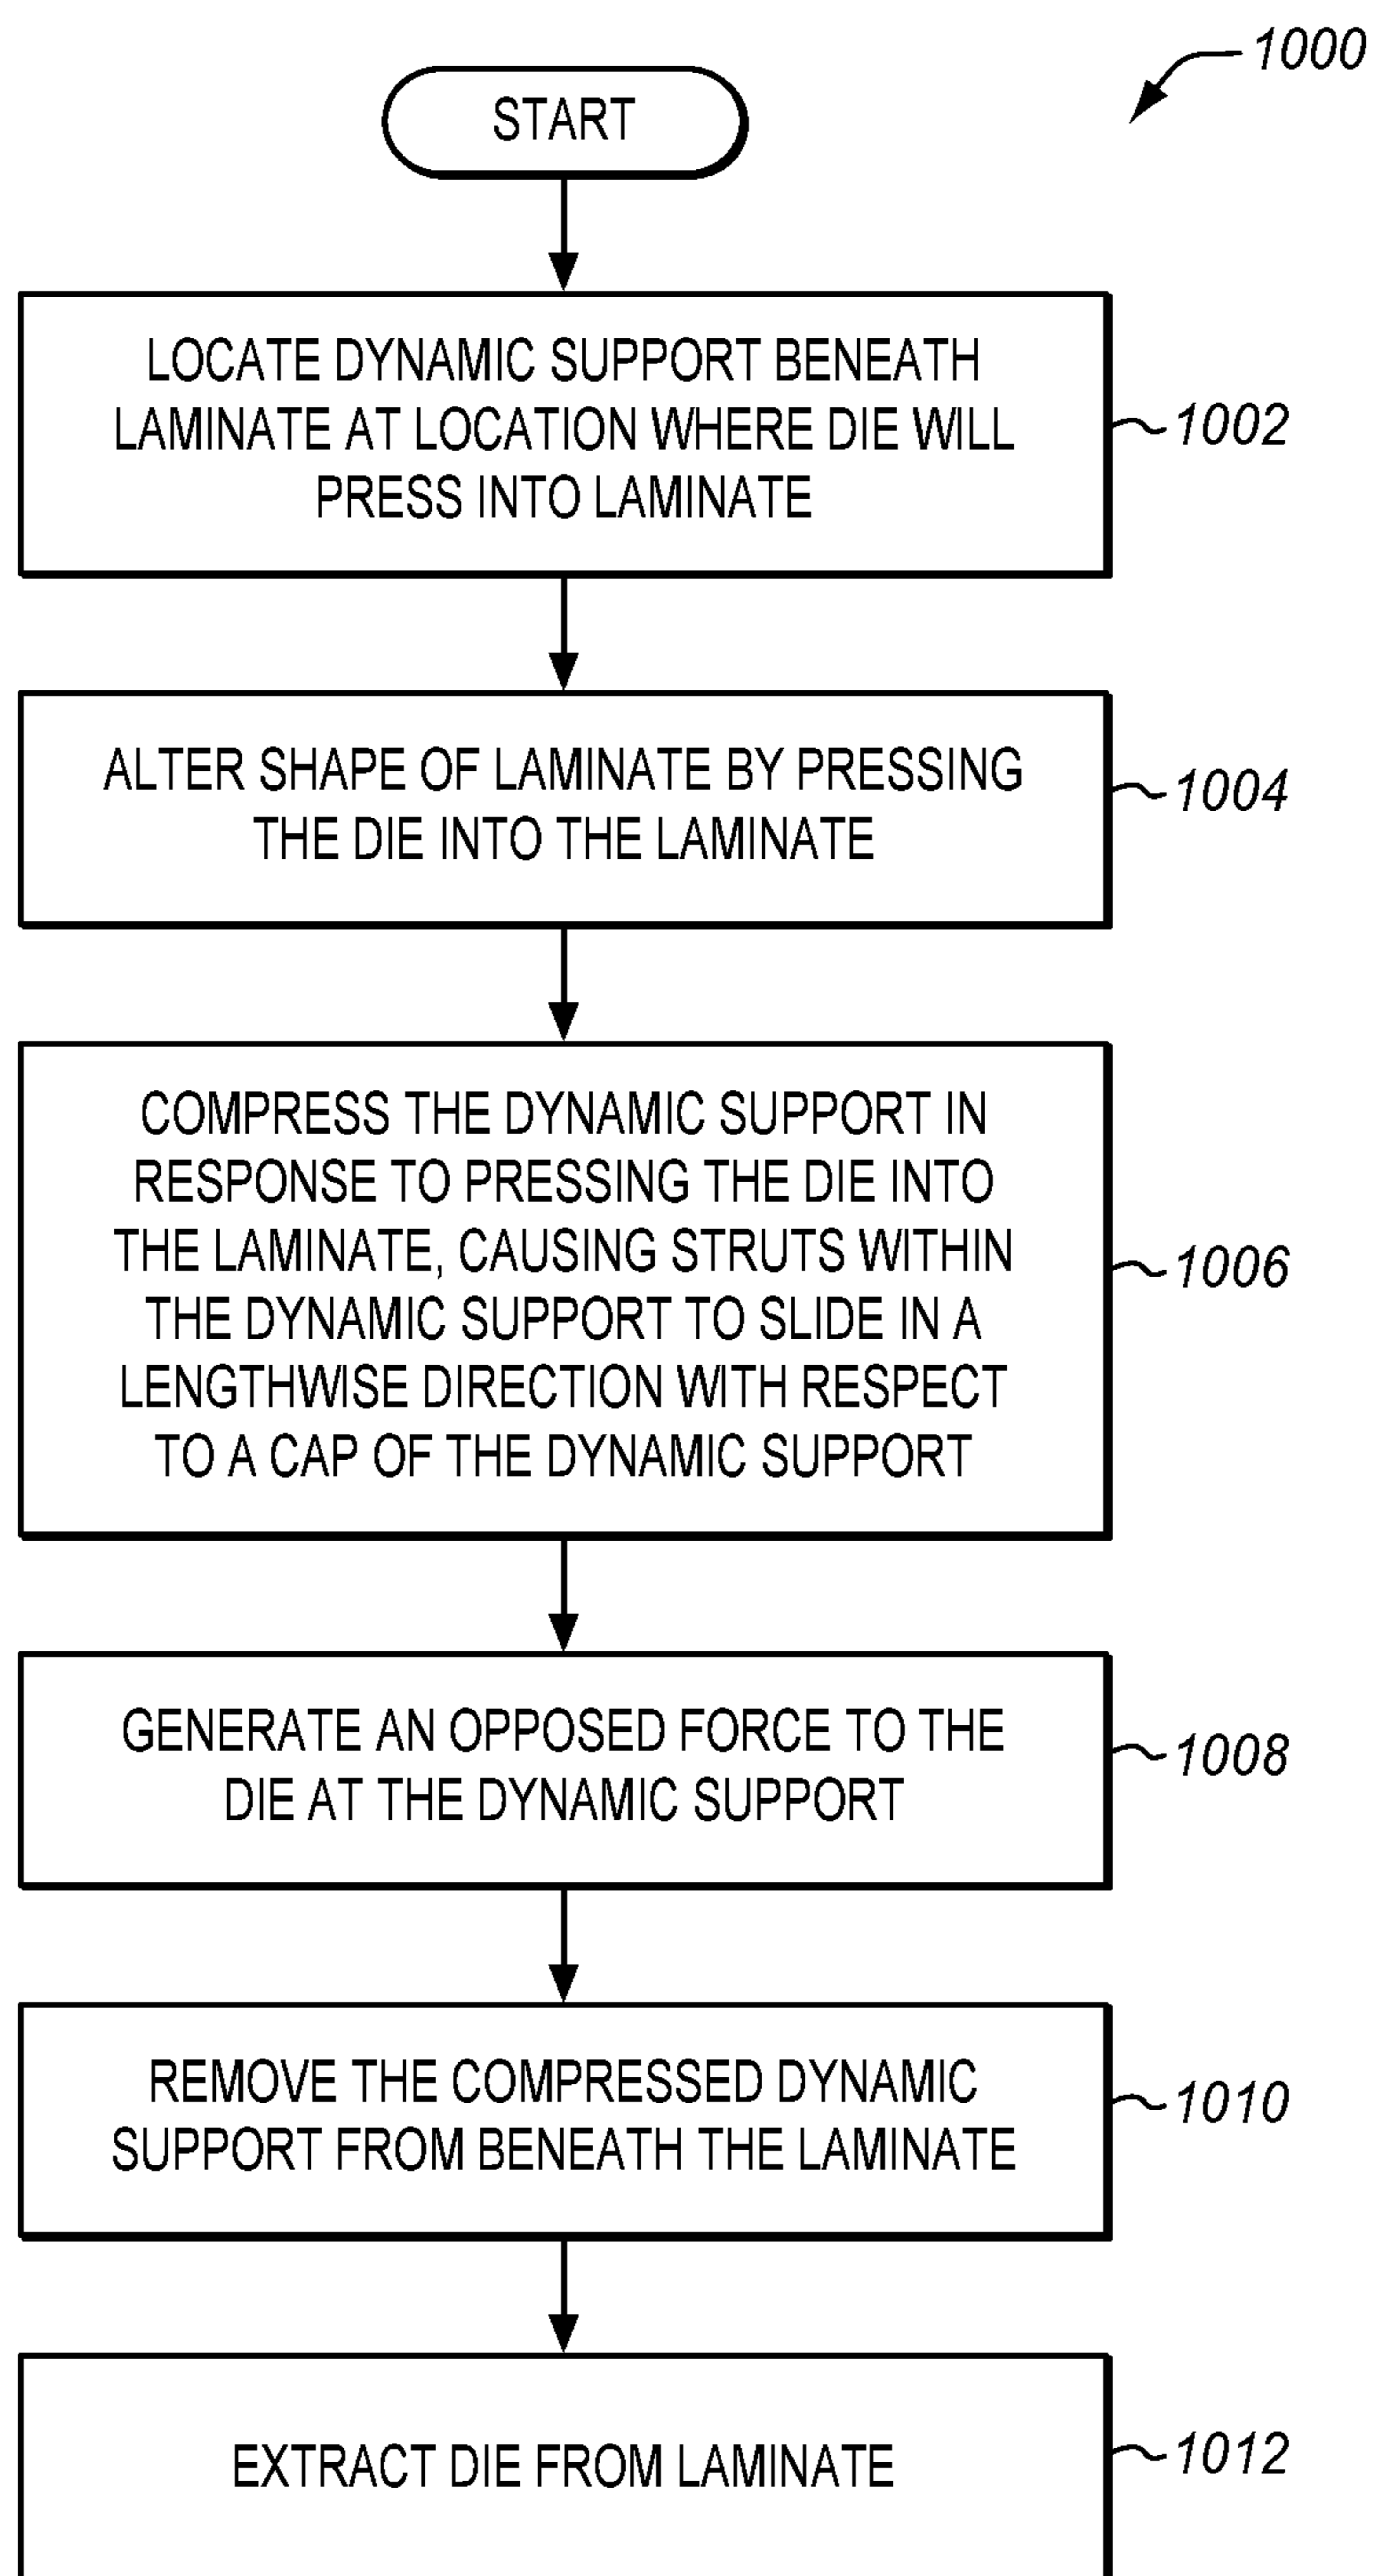 1000
START
LOCATE DYNAMIC SUPPORT BENEATH
LAMINATE AT LOCATION WHERE DIE WILL
PRESS INTO LAMINATE
1002
ALTER SHAPE OF LAMINATE BY PRESSING
THE DIE INTO THE LAMINATE
1004
COMPRESS THE DYNAMIC SUPPORT IN
RESPONSE TO PRESSING THE DIE INTO
THE LAMINATE, CAUSING STRUTS WITHIN
THE DYNAMIC SUPPORT TO SLIDE IN A
LENGTHWISE DIRECTION WITH RESPECT
TO A CAP OF THE DYNAMIC SUPPORT
1006
GENERATE AN OPPOSED FORCE TO THE
DIE AT THE DYNAMIC SUPPORT
1008
REMOVE THE COMPRESSED DYNAMIC
SUPPORT FROM BENEATH THE LAMINATE
1010
EXTRACT DIE FROM LAMINATE
1012